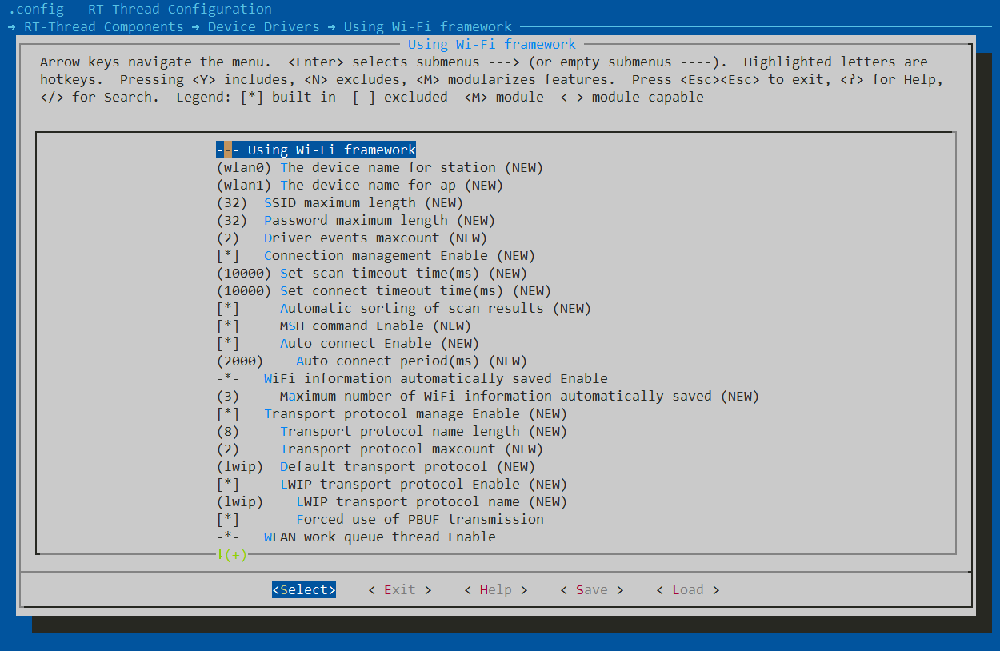 .config - RT-Thread Configuration
→ RT-Thread Components → Device Drivers → Using Wi-Fi framework
Using Wi-Fi framework
Arrow keys navigate the menu.  <Enter> selects submenus ---> (or empty submenus ----).  Highlighted letters are
hotkeys.  Pressing <Y> includes, <N> excludes, <M> modularizes features.  Press <Esc><Esc> to exit, <?> for Help,
</> for Search.  Legend: [*] built-in  [ ] excluded  <M> module  < > module capable
--- Using Wi-Fi framework
(wlan0) The device name for station (NEW)
(wlan1) The device name for ap (NEW)
(32)  SSID maximum length (NEW)
(32)  Password maximum length (NEW)
(2)   Driver events maxcount (NEW)
[*]   Connection management Enable (NEW)
(10000) Set scan timeout time(ms) (NEW)
(10000) Set connect timeout time(ms) (NEW)
[*]     Automatic sorting of scan results (NEW)
[*]     MSH command Enable (NEW)
[*]     Auto connect Enable (NEW)
(2000)    Auto connect period(ms) (NEW)
-*-   WiFi information automatically saved Enable
(3)     Maximum number of WiFi information automatically saved (NEW)
[*]   Transport protocol manage Enable (NEW)
(8)     Transport protocol name length (NEW)
(2)     Transport protocol maxcount (NEW)
(lwip)  Default transport protocol (NEW)
[*]     LWIP transport protocol Enable (NEW)
(lwip)    LWIP transport protocol name (NEW)
[*]       Forced use of PBUF transmission
-*-   WLAN work queue thread Enable
↓(+)
<Select>    < Exit >    < Help >    < Save >    < Load >